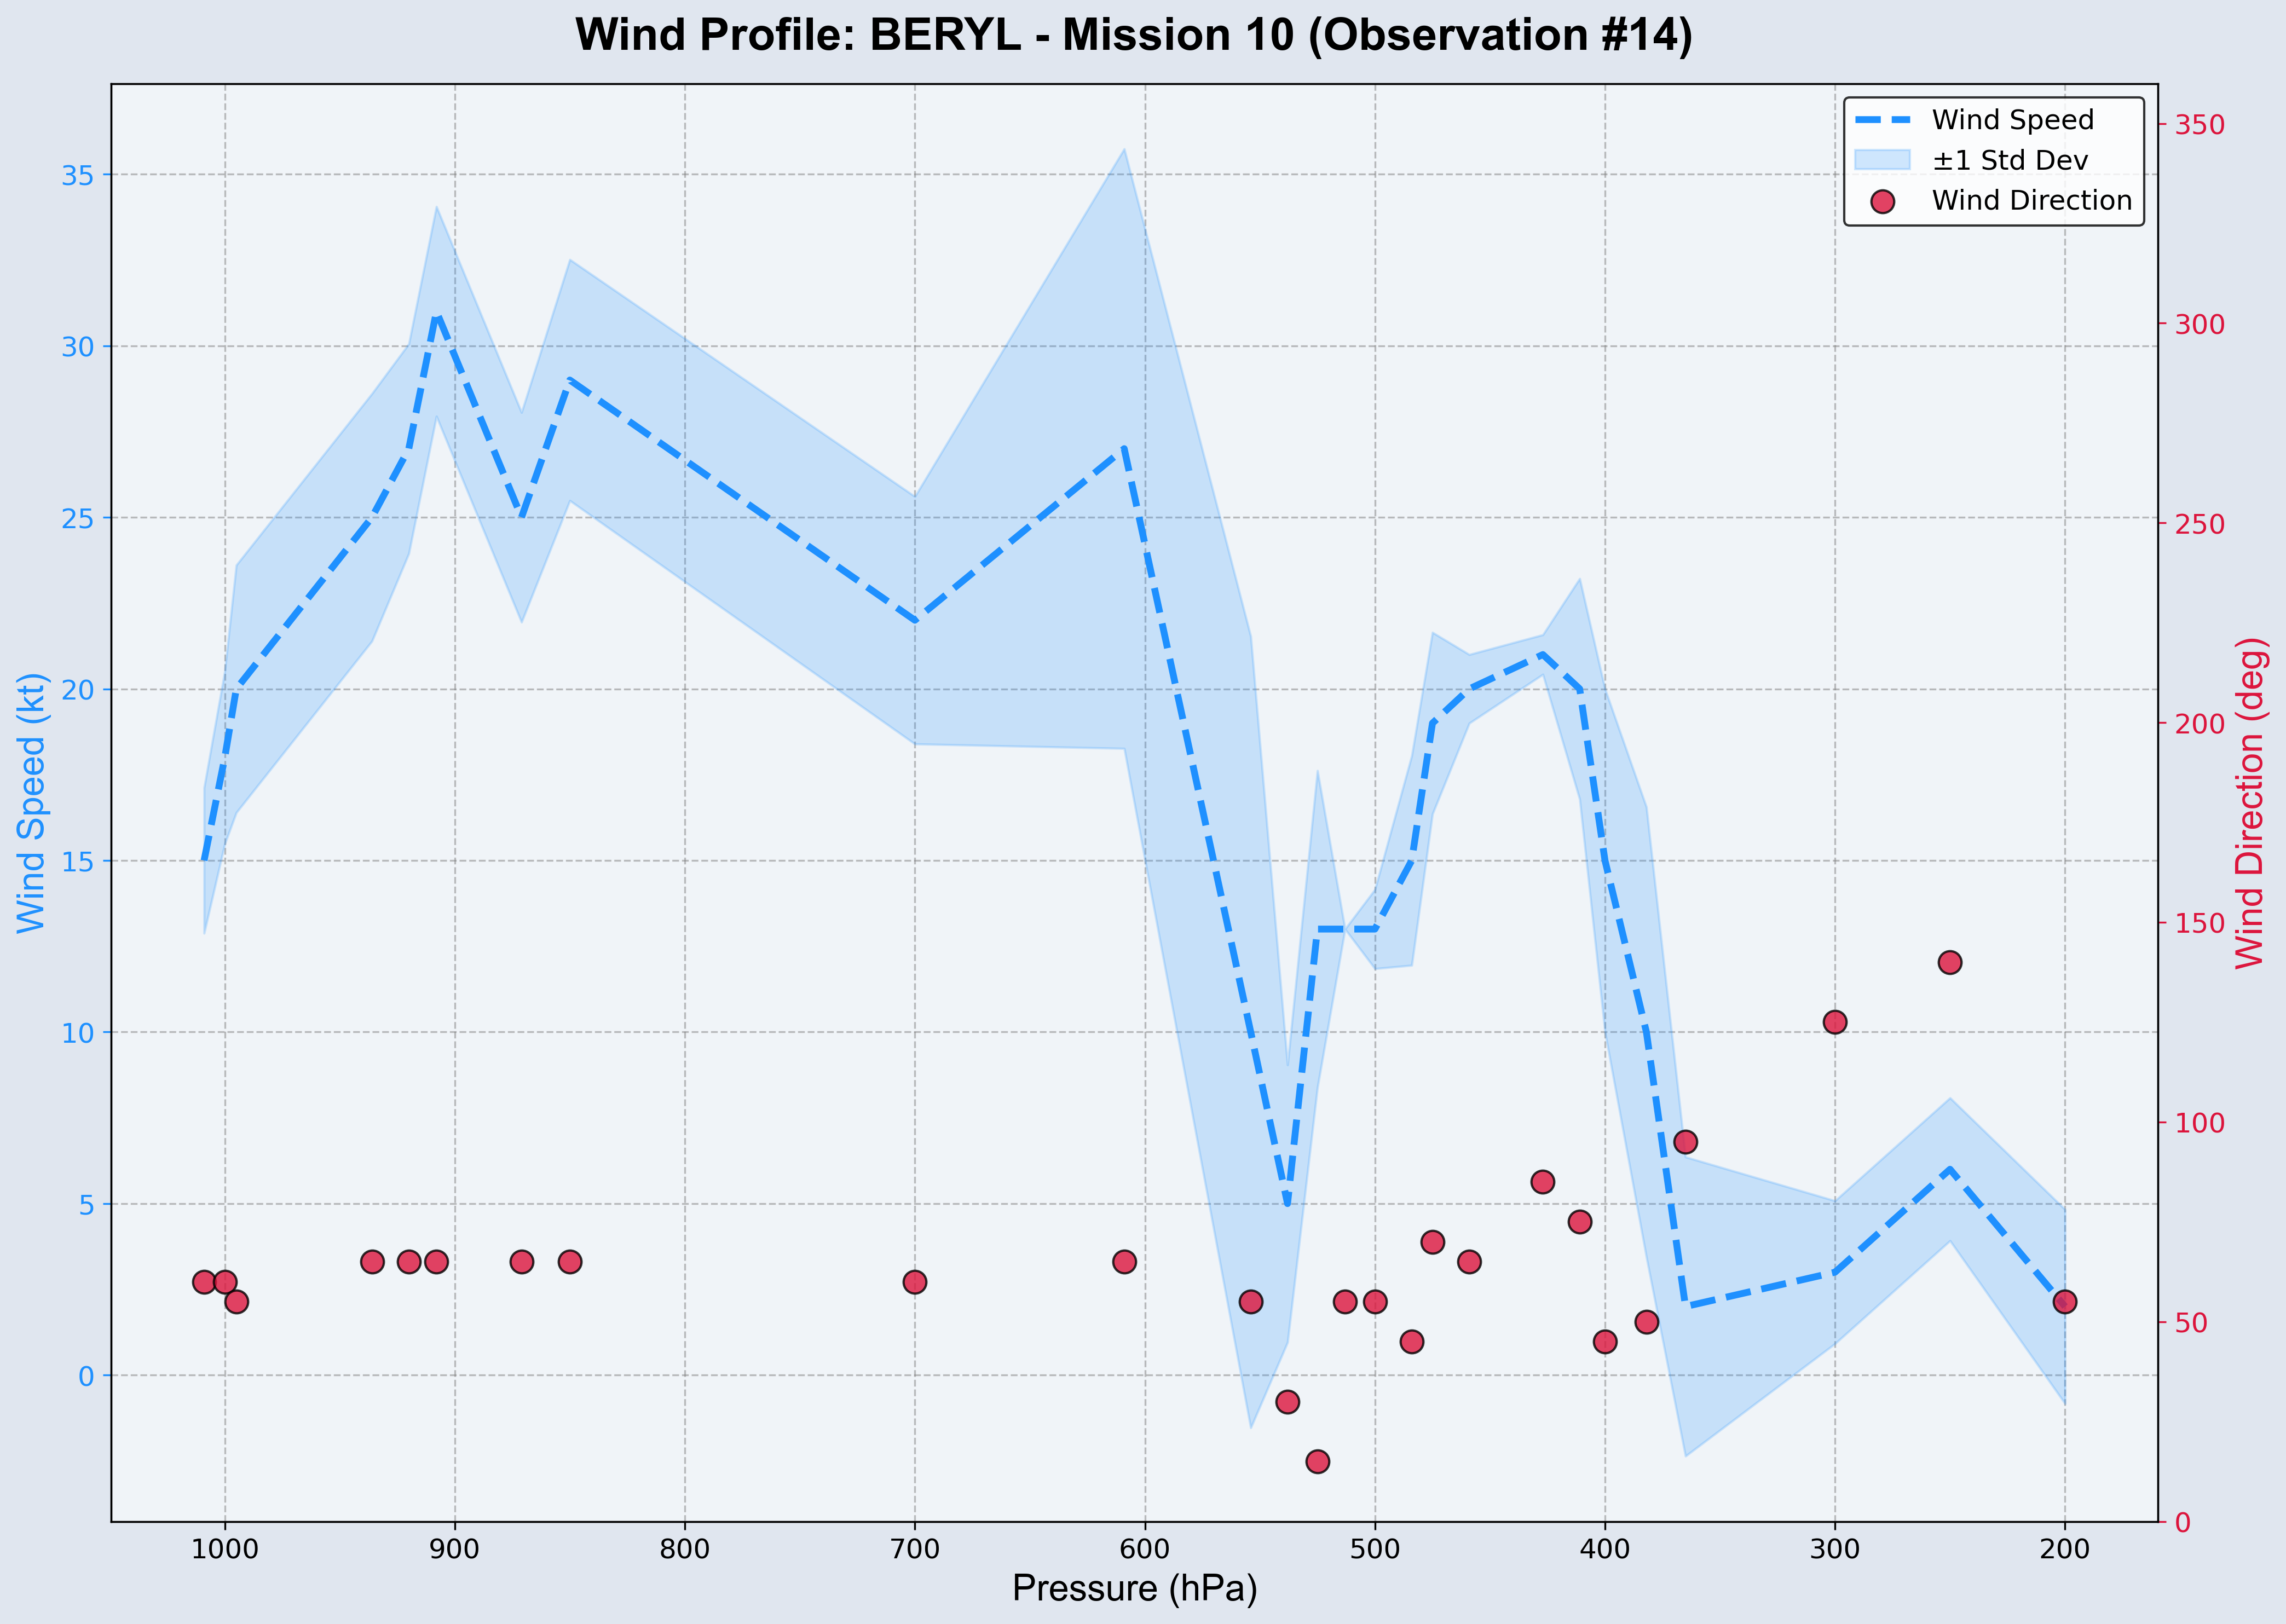 Wind Profile: BERYL - Mission 10 (Observation #14)
Wind Speed
±1 Std Dev
Wind Direction
35
30
25
20
15
10
5
0
Wind Speed (kt)
350
300
250
200
150
100
50
0
Wind Direction (deg)
1000 900 800 700 600 500 400 300 200
Pressure (hPa)